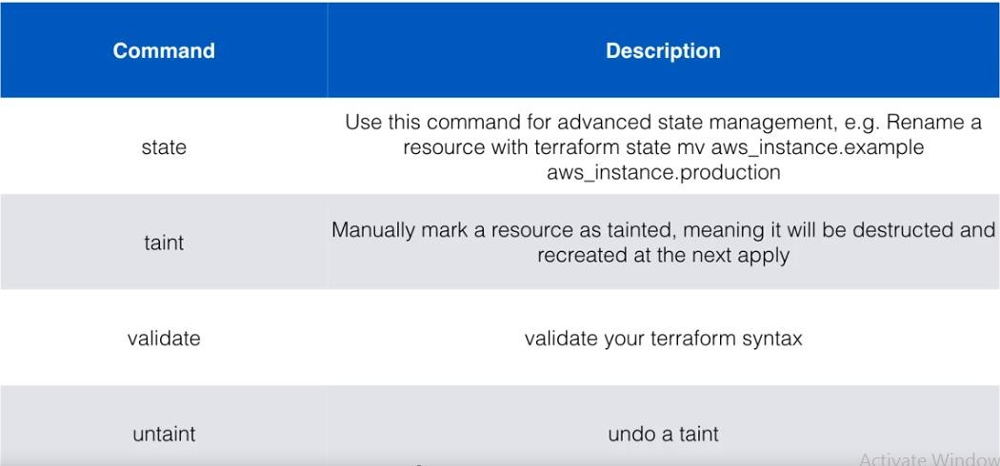 Command
Description
state
Use this command for advanced state management, e.g. Rename a
resource with terraform state mv aws_instance.example
aws_instance.production
taint
Manually mark a resource as tainted, meaning it will be destructed and
recreated at the next apply
validate
validate your terraform syntax
untaint
undo a taint
Activate Window